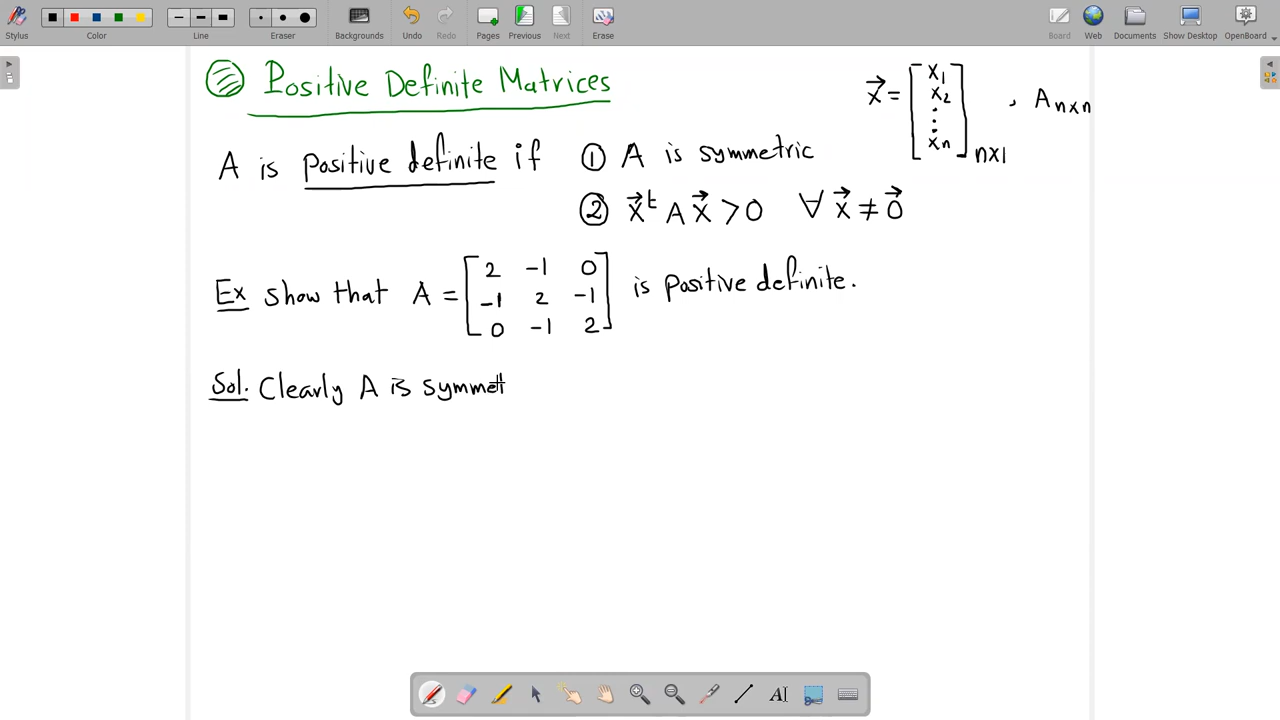 Stylus Color Line Eraser Backgrounds Undo Redo Pages Previous Next Erase Board Web Documents Show Desktop OpenBoard
Positive Definite Matrices
x⃗ = [x₁ x₂ ⋮ xₙ]ₙₓ₁ , Aₙₓₙ
A is positive definite if ① A is symmetric
② x⃗ᵗ A x⃗ > 0 ∀ x⃗ ≠ 0⃗
Ex show that A = [2 -1 0
-1 2 -1
0 -1 2] is positive definite.
Sol. Clearly A is symmet
AI